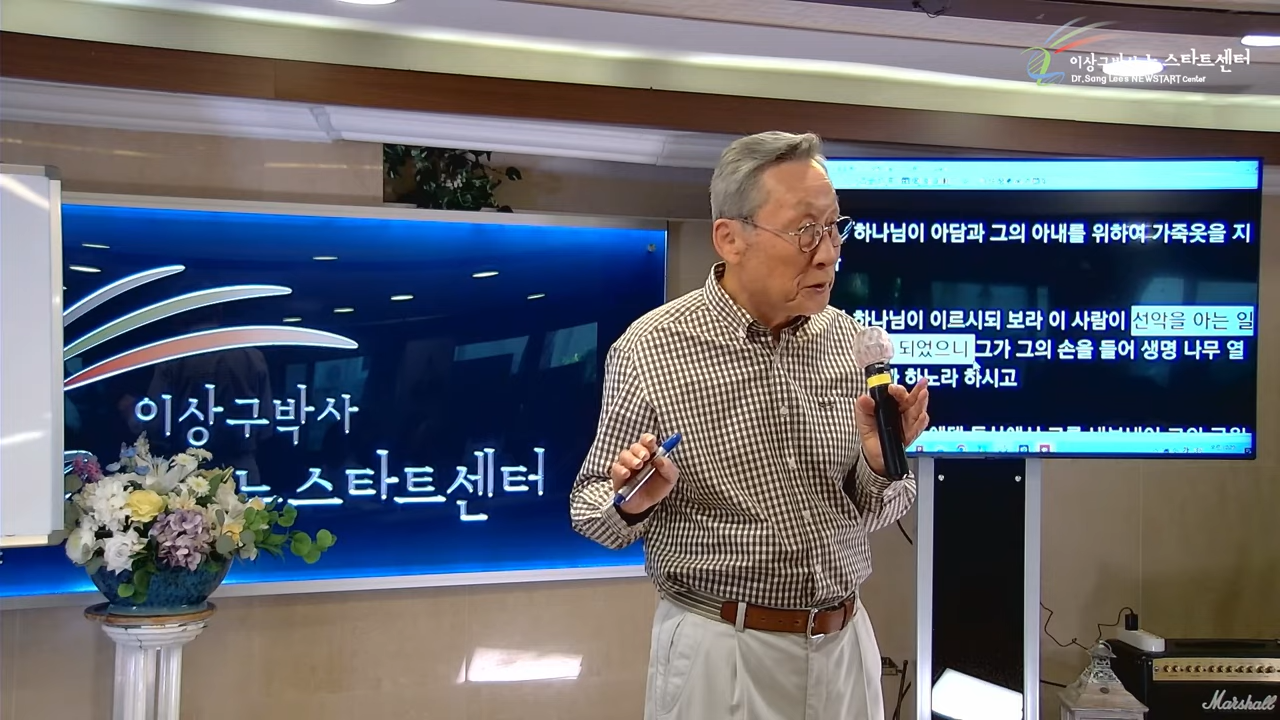 이상구박사 뉴스타트센터
Dr. Sang Lee's NEWSTART Center
하나님이 아담과 그의 아내를 위하여 가죽옷을 지
하나님이 이르시되 보라 이 사람이 선악을 아는 일
되었으니 그가 그의 손을 들어 생명 나무 열
하노라 하시고
이상구박사
뉴스타트센터
Marshall